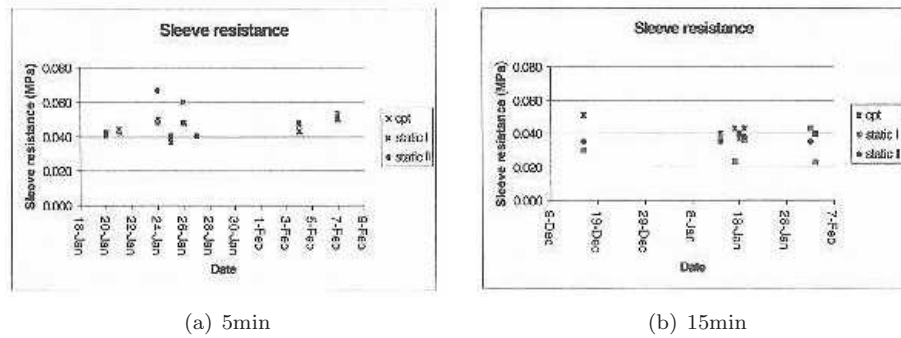 Sleeve resistance
Sleeve resistance (MPa)
0.080
0.060
0.040
0.020
0.000
18-Jan
20-Jan
22-Jan
24-Jan
26-Jan
28-Jan
30-Jan
1-Feb
3-Feb
5-Feb
7-Feb
9-Feb
Date
cpt
static I
static II
(a) 5min
Sleeve resistance
Sleeve resistance (MPa)
0.080
0.060
0.040
0.020
0.000
9-Dec
19-Dec
29-Dec
8-Jan
18-Jan
28-Jan
7-Feb
Date
cpt
static I
static II
(b) 15min